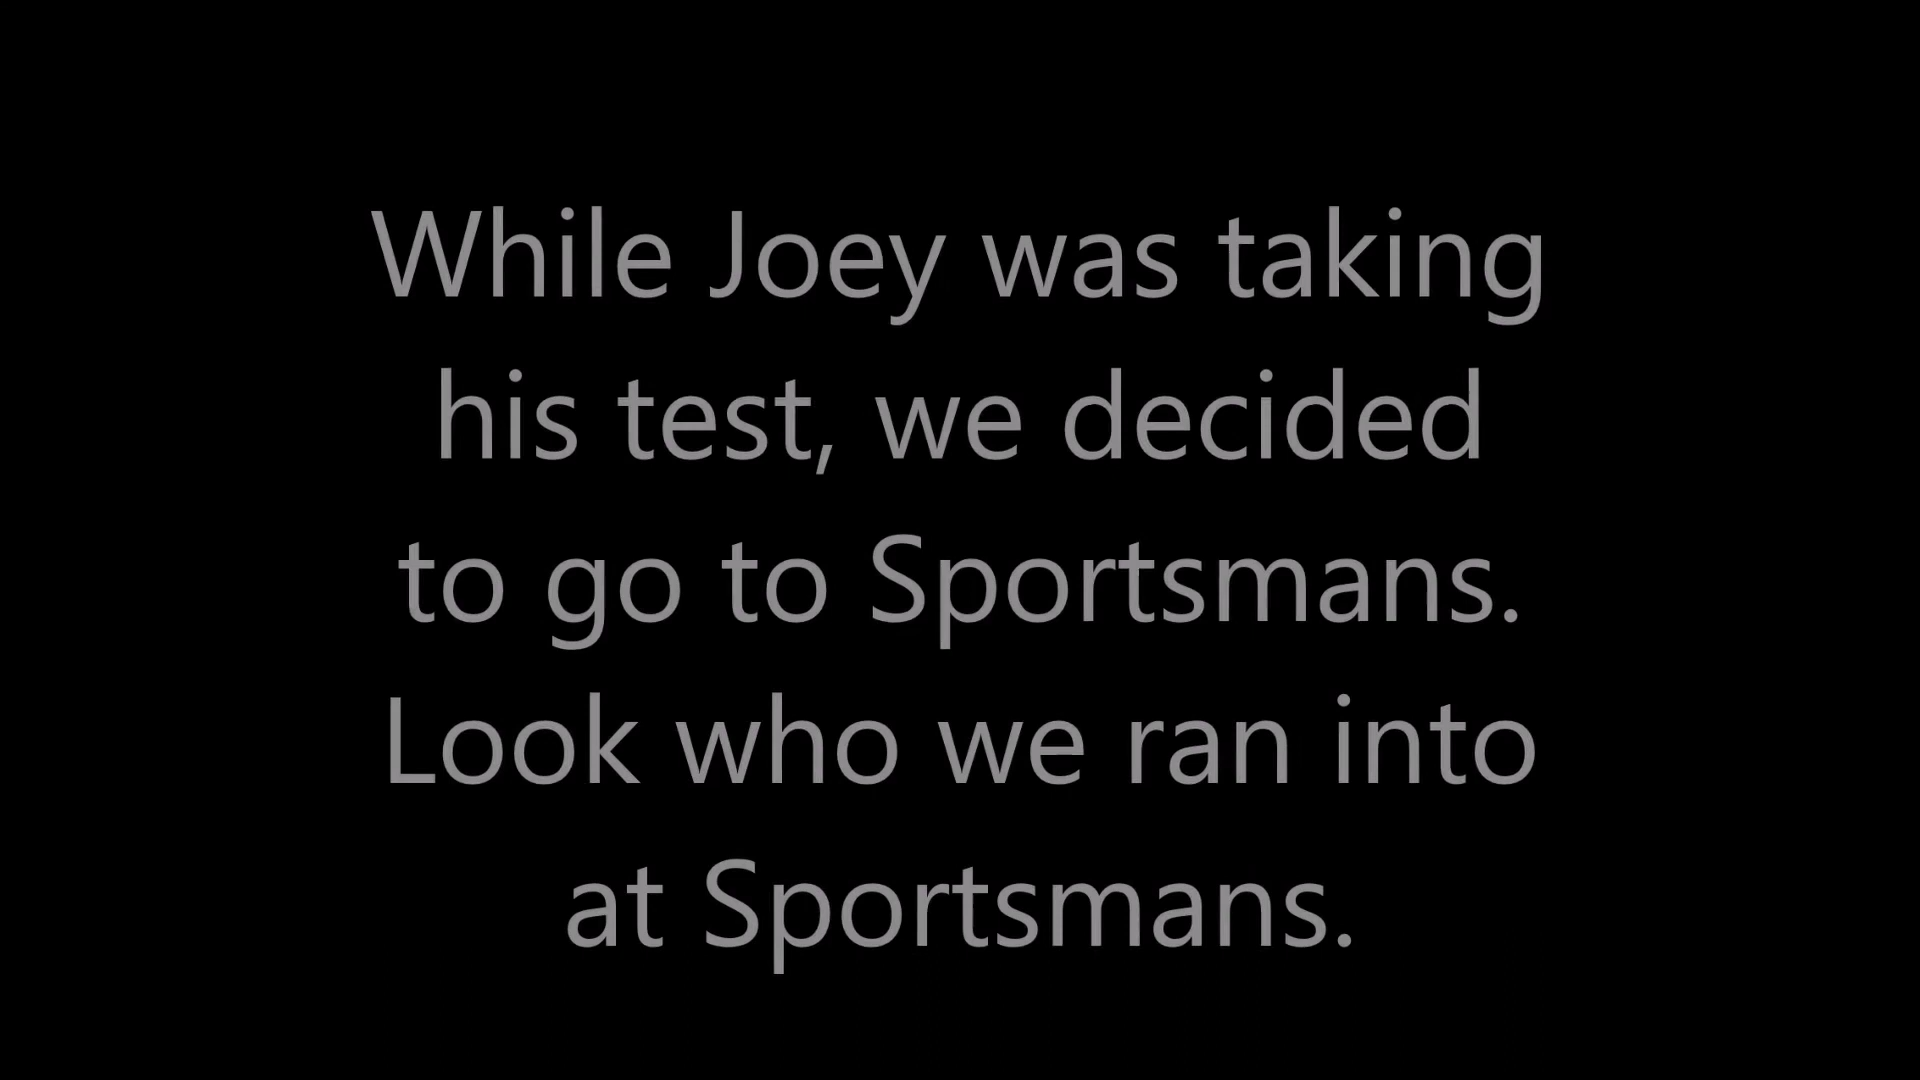 While Joey was taking
his test, we decided
to go to Sportsmans.
Look who we ran into
at Sportsmans.